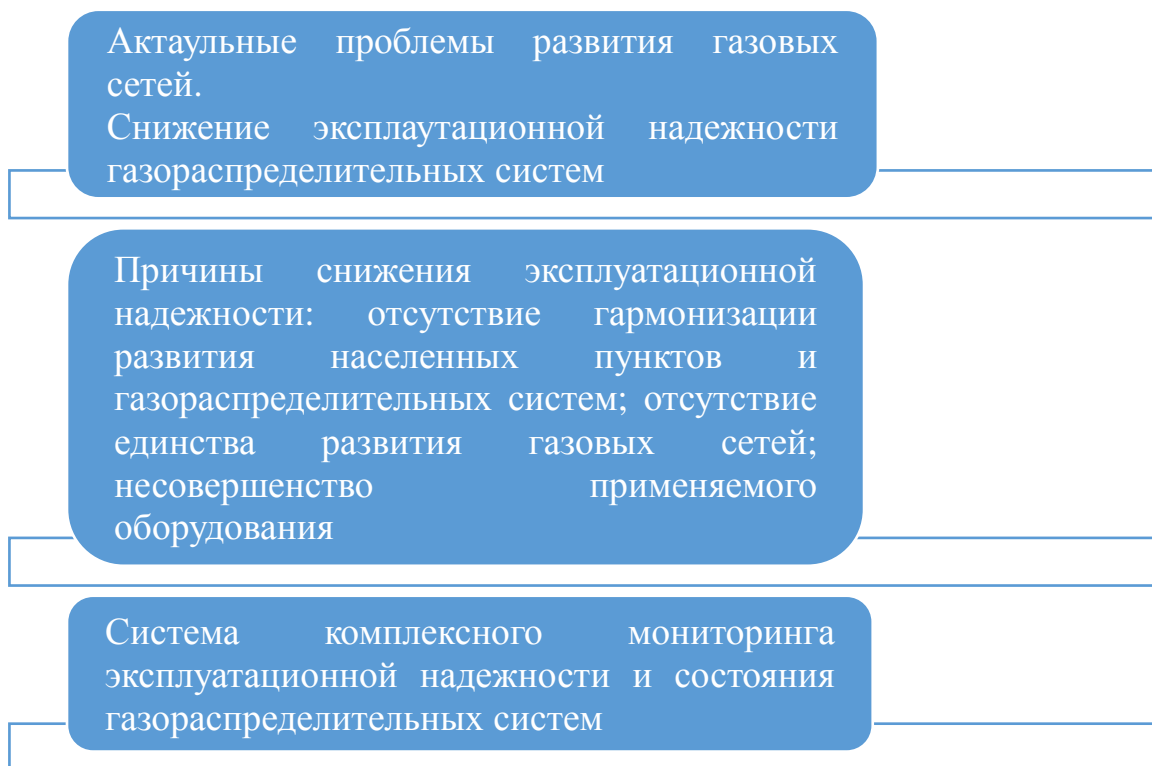 Актаульные проблемы развития газовых
сетей.
Снижение эксплаутационной надежности
газораспределительных систем
Причины снижения эксплуатационной
надежности: отсутствие гармонизации
развития населенных пунктов и
газораспределительных систем; отсутствие
единства развития газовых сетей;
несовершенство применяемого
оборудования
Система комплексного мониторинга
эксплуатационной надежности и состояния
газораспределительных систем